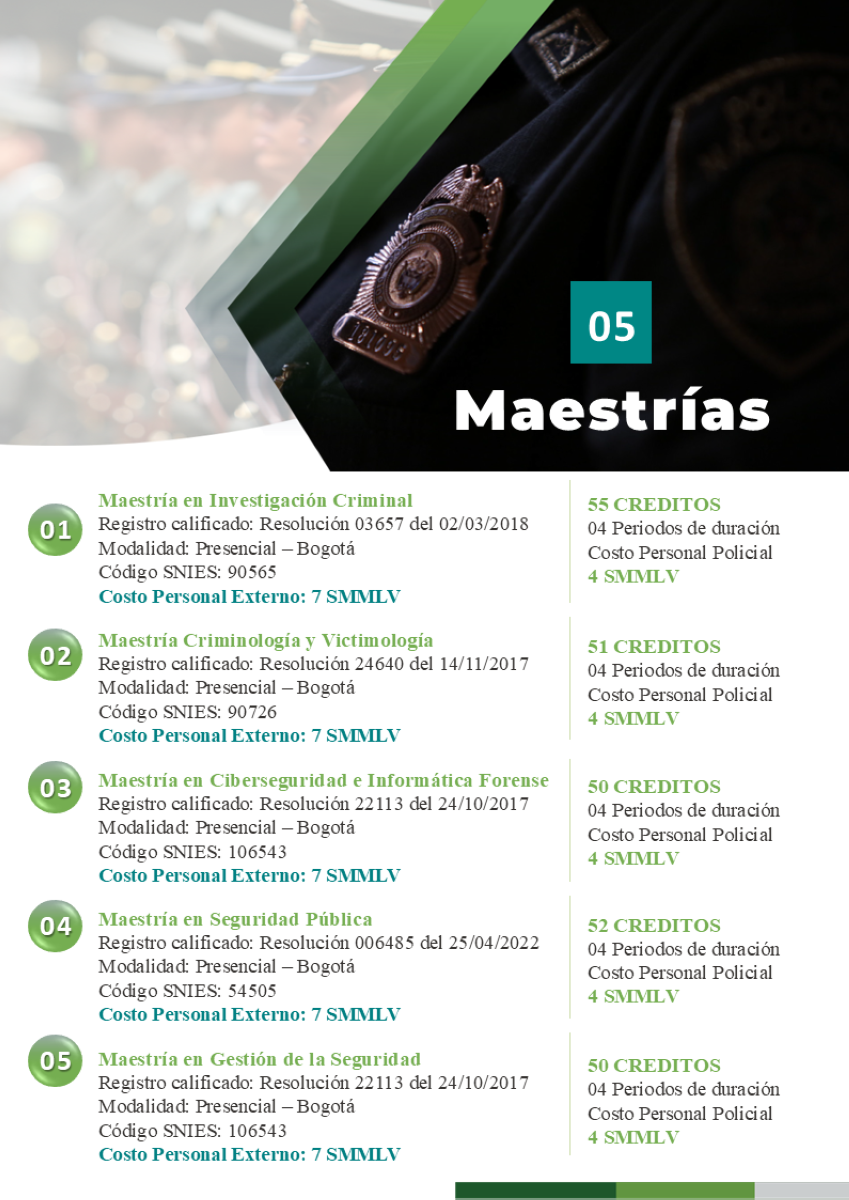 POLICÍA
NACIONAL
181056
05
Maestrías
01
Maestría en Investigación Criminal
Registro calificado: Resolución 03657 del 02/03/2018
Modalidad: Presencial – Bogotá
Código SNIES: 90565
Costo Personal Externo: 7 SMMLV
55 CREDITOS
04 Periodos de duración
Costo Personal Policial
4 SMMLV
02
Maestría Criminología y Victimología
Registro calificado: Resolución 24640 del 14/11/2017
Modalidad: Presencial – Bogotá
Código SNIES: 90726
Costo Personal Externo: 7 SMMLV
51 CREDITOS
04 Periodos de duración
Costo Personal Policial
4 SMMLV
03
Maestría en Ciberseguridad e Informática Forense
Registro calificado: Resolución 22113 del 24/10/2017
Modalidad: Presencial – Bogotá
Código SNIES: 106543
Costo Personal Externo: 7 SMMLV
50 CREDITOS
04 Periodos de duración
Costo Personal Policial
4 SMMLV
04
Maestría en Seguridad Pública
Registro calificado: Resolución 006485 del 25/04/2022
Modalidad: Presencial – Bogotá
Código SNIES: 54505
Costo Personal Externo: 7 SMMLV
52 CREDITOS
04 Periodos de duración
Costo Personal Policial
4 SMMLV
05
Maestría en Gestión de la Seguridad
Registro calificado: Resolución 22113 del 24/10/2017
Modalidad: Presencial – Bogotá
Código SNIES: 106543
Costo Personal Externo: 7 SMMLV
50 CREDITOS
04 Periodos de duración
Costo Personal Policial
4 SMMLV